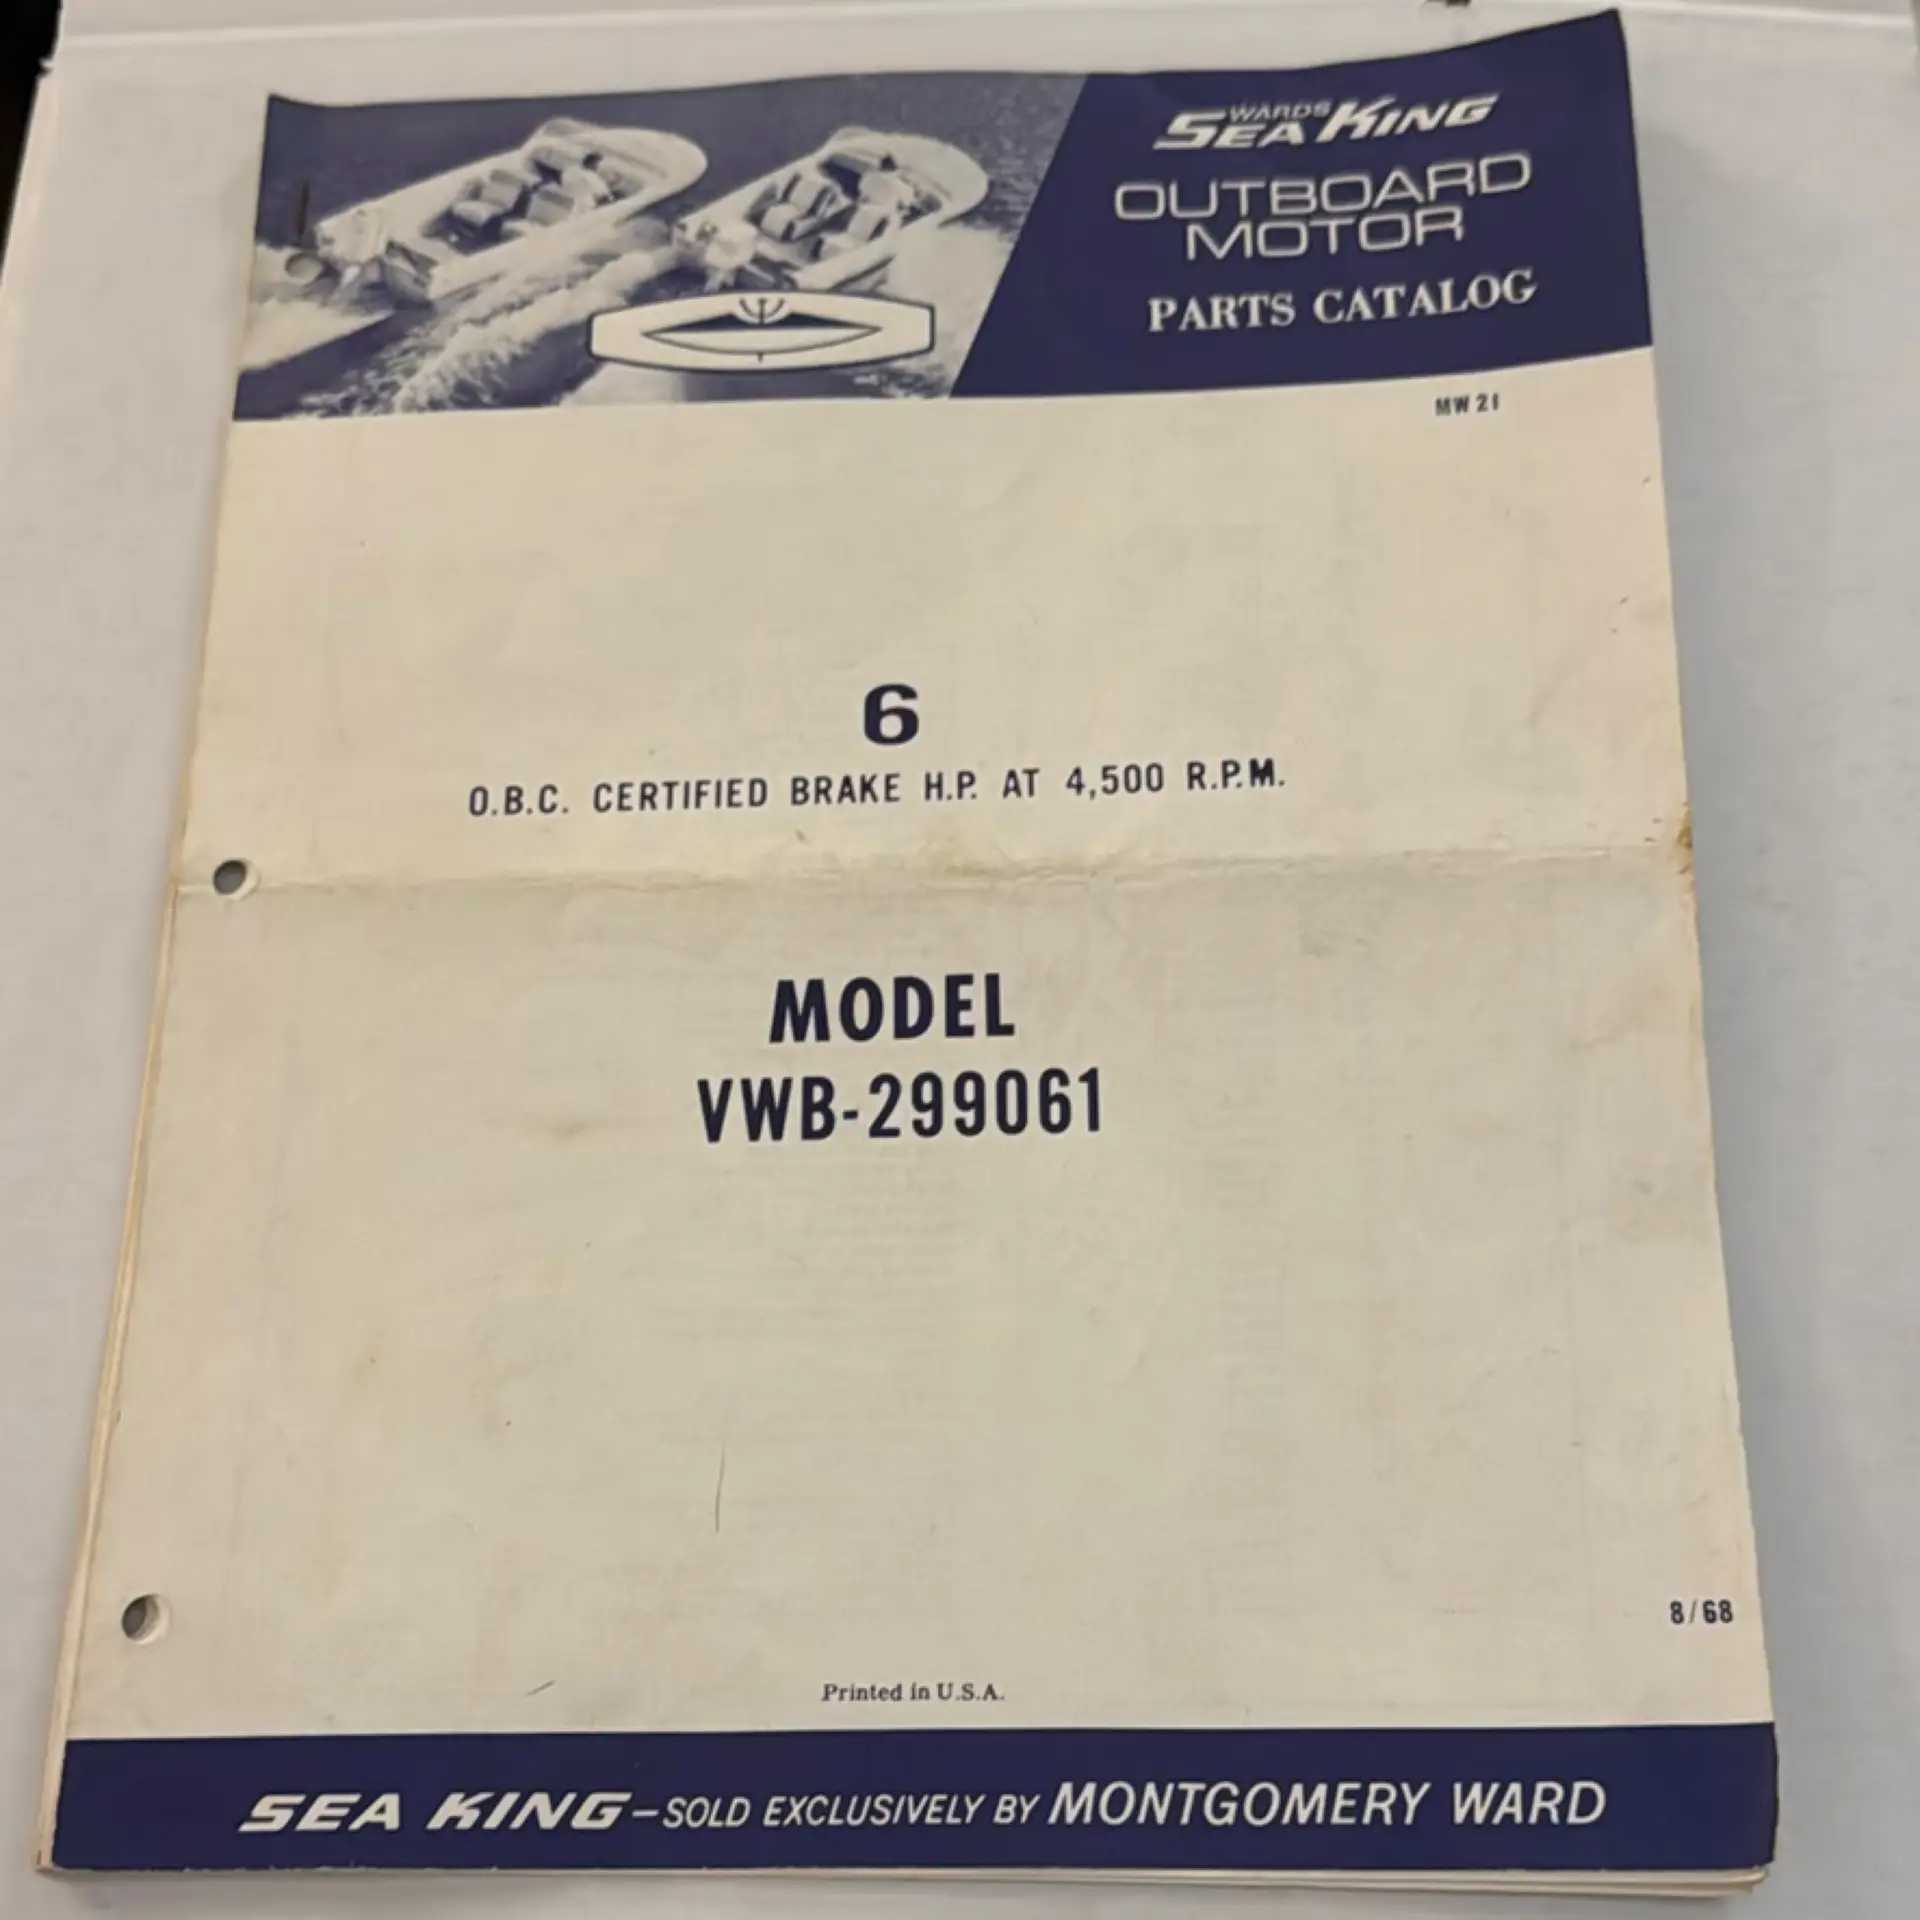 WARDS
SEA KING
OUTBOARD
MOTOR
PARTS CATALOG
MW 21
6
O.B.C. CERTIFIED BRAKE H.P. AT 4,500 R.P.M.
MODEL
VWB-299061
8/68
Printed in U.S.A.
SEA KING-SOLD EXCLUSIVELY BY MONTGOMERY WARD